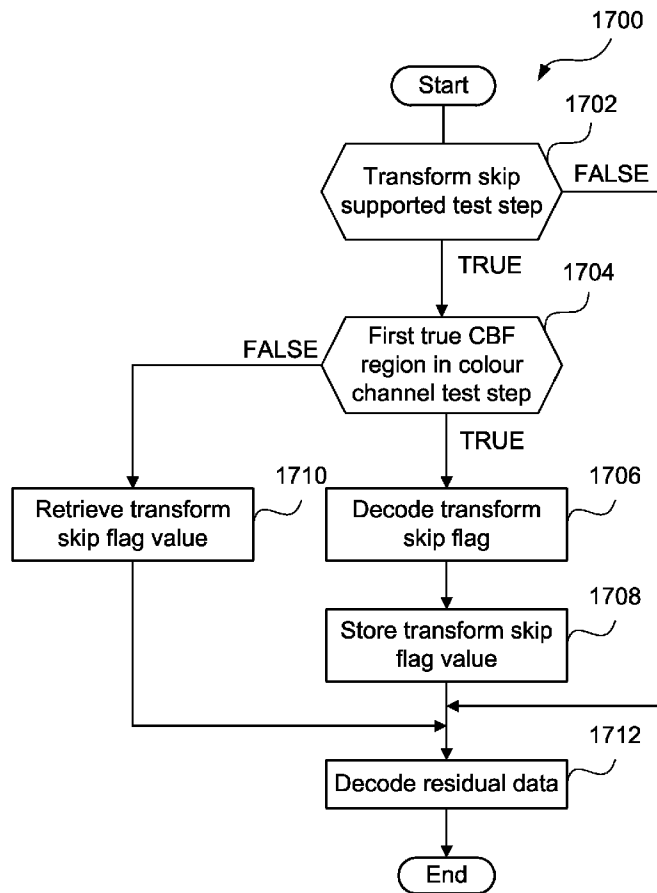 1700
Start
1702
Transform skip
supported test step
FALSE
TRUE
1704
First true CBF
region in colour
channel test step
FALSE
TRUE
1710
Retrieve transform
skip flag value
1706
Decode transform
skip flag
1708
Store transform skip
flag value
1712
Decode residual data
End